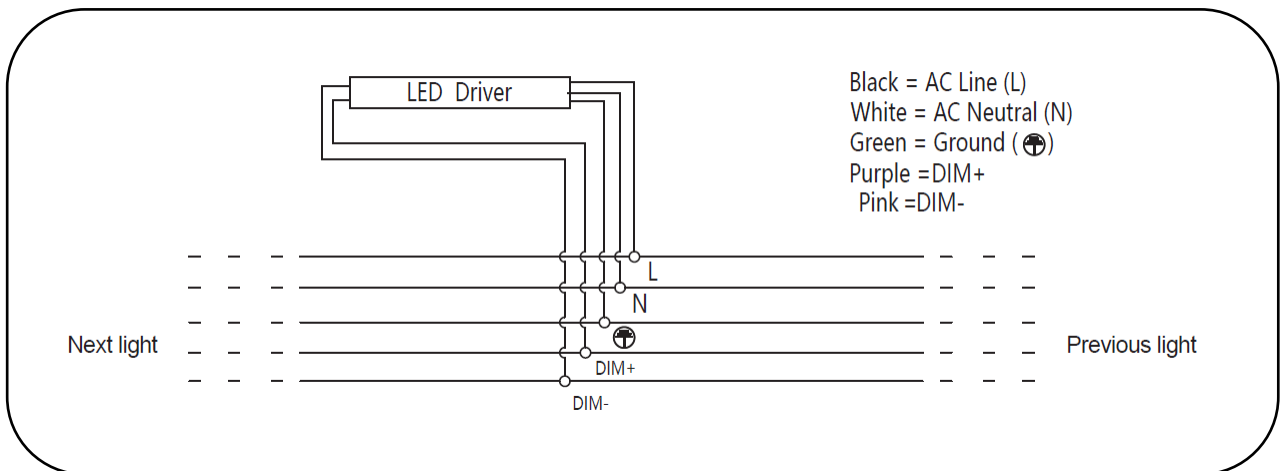 LED Driver
Black = AC Line (L)
White = AC Neutral (N)
Green = Ground ( )
Purple =DIM+
Pink =DIM-
L
N
Next light
Previous light
DIM+
DIM-